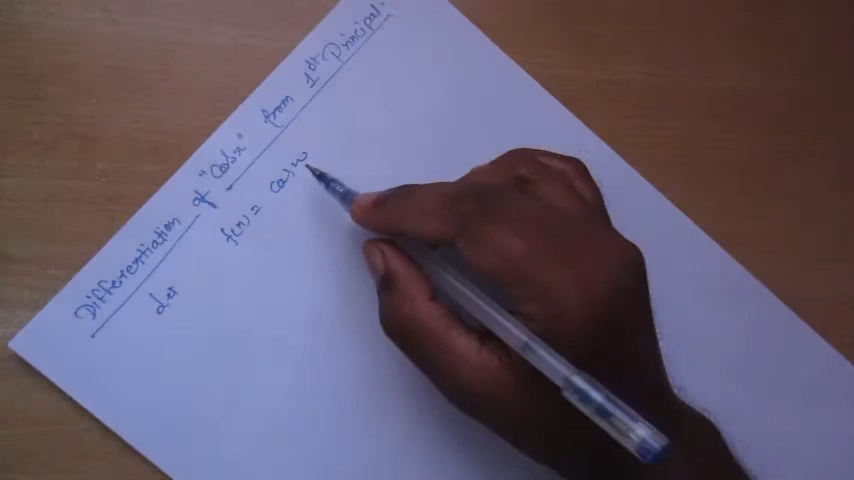 Differentiation of "Cosx" from 1st Principal.
Let f(x) = cosx